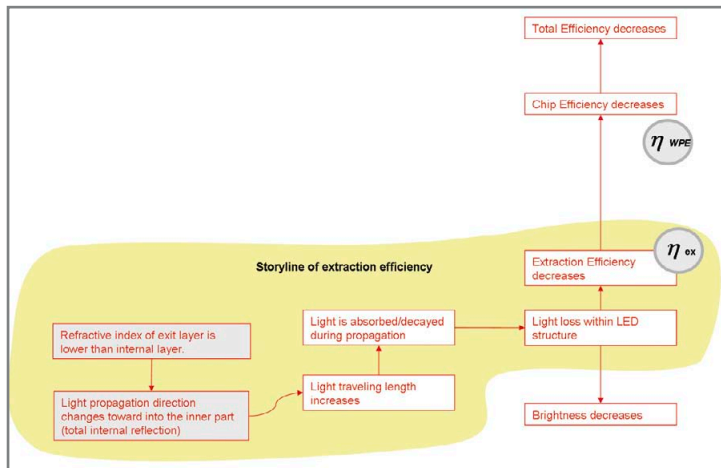 Total Efficiency decreases
Chip Efficiency decreases
η WPE
η ex
Storyline of extraction efficiency
Extraction Efficiency
decreases
Refractive index of exit layer is
lower than internal layer.
Light is absorbed/decayed
during propagation
Light loss within LED
structure
Light propagation direction
changes toward into the inner part
(total internal reflection)
Light traveling length
increases
Brightness decreases